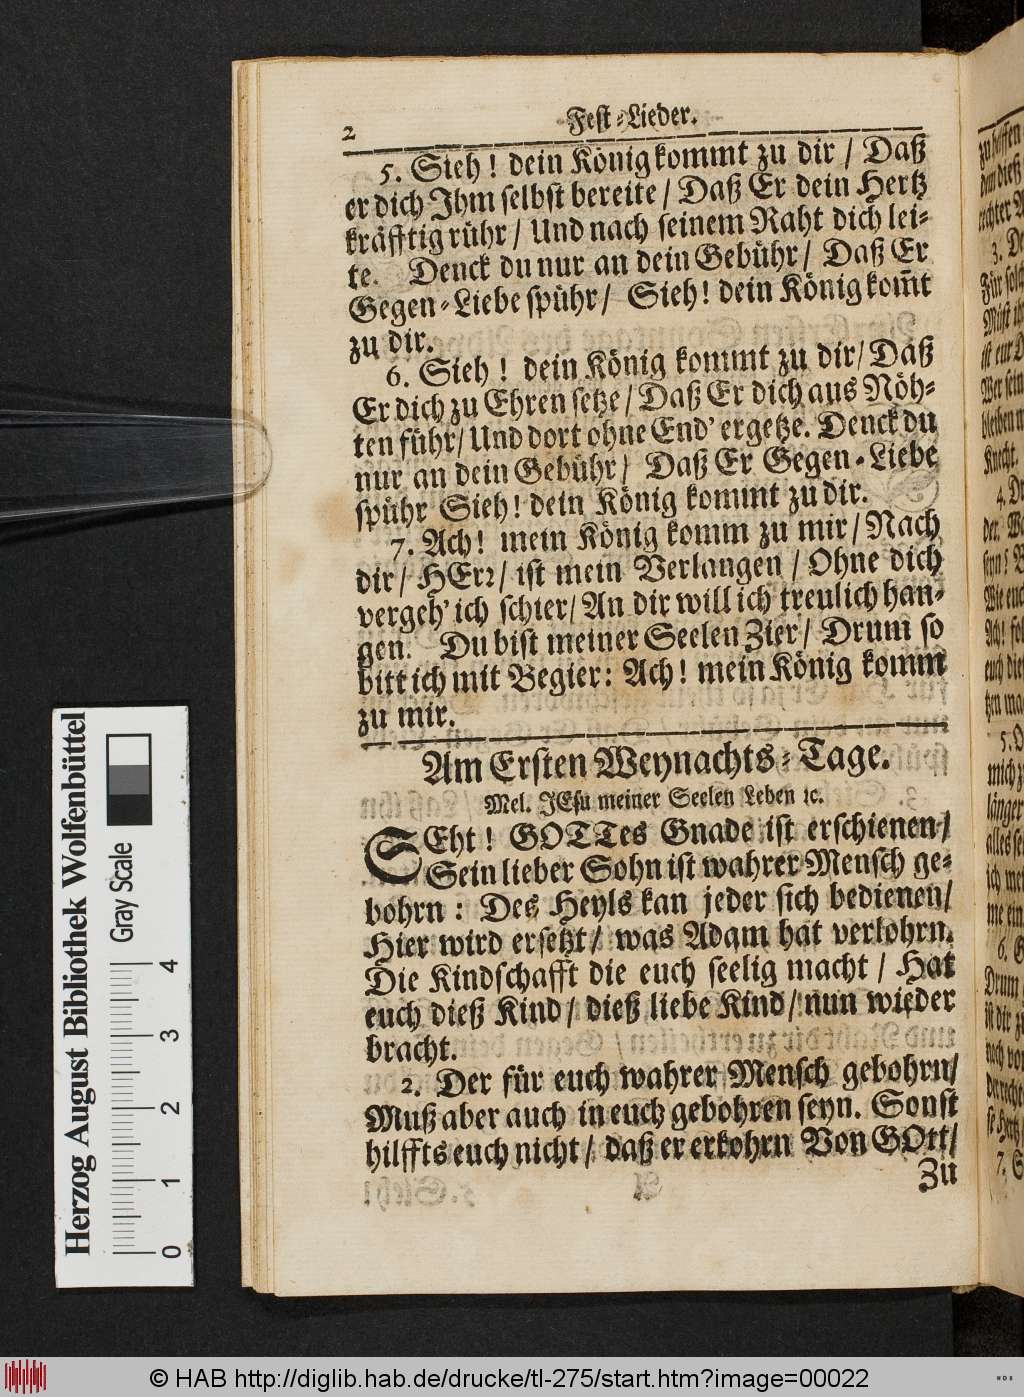 2 Fest-Lieder.
5. Sieh! dein König kommt zu dir / Daß
er dich Ihm selbst bereite / Daß Er dein Hertz
kräfftig rühr / Und nach seinem Raht dich lei-
te. Denck du nur an dein Gebühr / Daß Er
Gegen-Liebe spühr / Sieh! dein König kom̃t
zu dir.
6. Sieh! dein König kommt zu dir / Daß
Er dich zu Ehren setze / Daß Er dich aus Nöh-
ten führ / Und dort ohne End' ergetze. Denck du
nur an dein Gebühr / Daß Er Gegen-Liebe
spühr Sieh! dein König kommt zu dir.
7. Ach! mein König komm zu mir / Nach
dir / HErꝛ / ist mein Verlangen / Ohne dich
vergeh' ich schier / An dir will ich treulich han-
gen. Du bist meiner Seelen Zier / Drum so
bitt ich mit Begier: Ach! mein König komm
zu mir.
Am Ersten Weynachts-Tage.
Mel. JEsu meiner Seelen Leben ꝛc.
SEht! GOTTes Gnade ist erschienen /
Sein lieber Sohn ist wahrer Mensch ge-
bohrn: Des Heyls kan jeder sich bedienen /
Hier wird ersetzt / was Adam hat verlohrn.
Die Kindschafft die euch seelig macht / Hat
euch dieß Kind / dieß liebe Kind / nun wieder
bracht.
2. Der für euch wahrer Mensch gebohrn /
Muß aber auch in euch gebohren seyn. Sonst
hilffts euch nicht / daß er erkohrn Von GOtt /
Zu
Herzog August Bibliothek Wolfenbüttel
Gray Scale
0 1 2 3 4
© HAB http://diglib.hab.de/drucke/tl-275/start.htm?image=00022